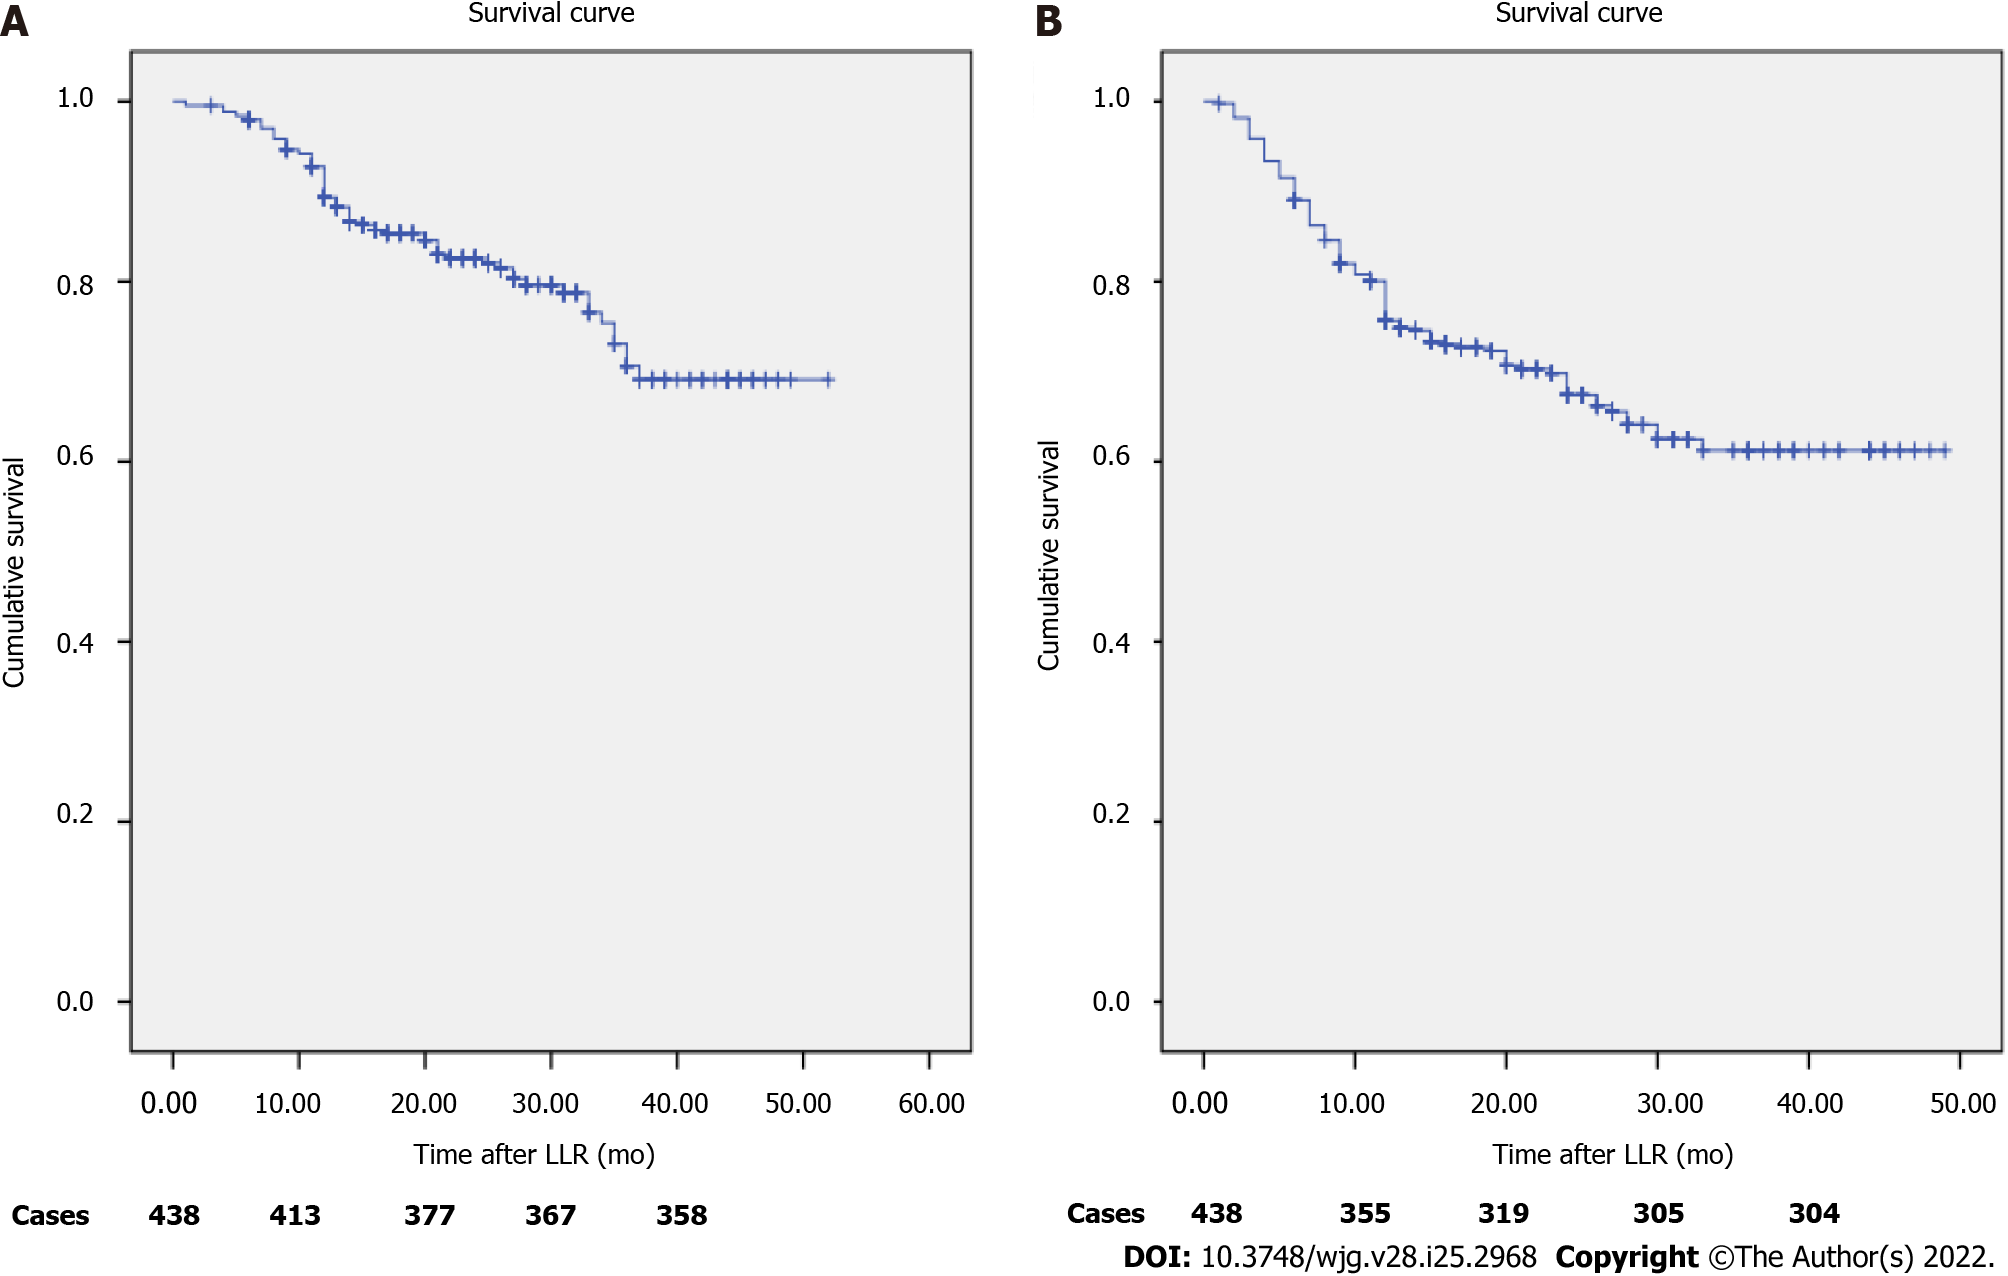 A
Survival curve
1.0
0.8
0.6
0.4
0.2
0.0
Cumulative survival
0.00 10.00 20.00 30.00 40.00 50.00 60.00
Time after LLR (mo)
Cases 438 413 377 367 358
B
Survival curve
1.0
0.8
0.6
0.4
0.2
0.0
Cumulative survival
0.00 10.00 20.00 30.00 40.00 50.00
Time after LLR (mo)
Cases 438 355 319 305 304
DOI: 10.3748/wjg.v28.i25.2968 Copyright ©The Author(s) 2022.